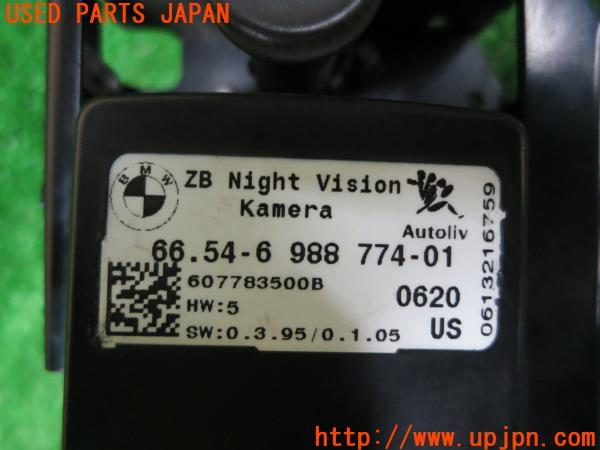 USED PARTS JAPAN
BMW
ZB Night Vision
Kamera
Autoliv
66.54-6 988 774-01
607783500B
0620
HW:5
US
SW:0.3.95/0.1.05
0613216759
http://www.upjpn.com